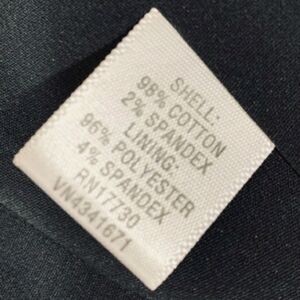 SHELL:
98% COTTON
2% SPANDEX
LINING:
96% POLYESTER
4% SPANDEX
RN17730
VN4341671